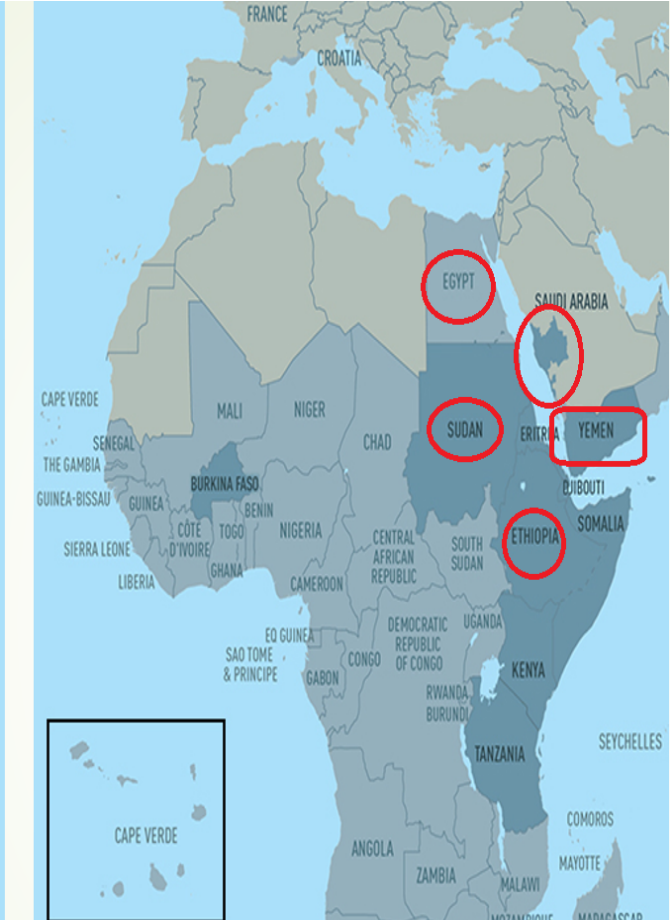 FRANCE
CROATIA
EGYPT
SAUDI ARABIA
CAPE VERDE
MALI
NIGER
CHAD
SUDAN
ERITREA
YEMEN
SENEGAL
THE GAMBIA
GUINEA-BISSAU
GUINEA
BURKINA FASO
BENIN
DJIBOUTI
CÔTE
D'IVOIRE
TOGO
NIGERIA
SIERRA LEONE
GHANA
LIBERIA
CAMEROON
CENTRAL
AFRICAN
REPUBLIC
SOUTH
SUDAN
ETHIOPIA
SOMALIA
EQ GUINEA
SAO TOME
& PRINCIPE
GABON
CONGO
DEMOCRATIC
REPUBLIC
OF CONGO
UGANDA
KENYA
RWANDA
BURUNDI
TANZANIA
SEYCHELLES
CAPE VERDE
ANGOLA
ZAMBIA
MALAWI
COMOROS
MAYOTTE
MOZAMBIQUE
MADAGASCAR